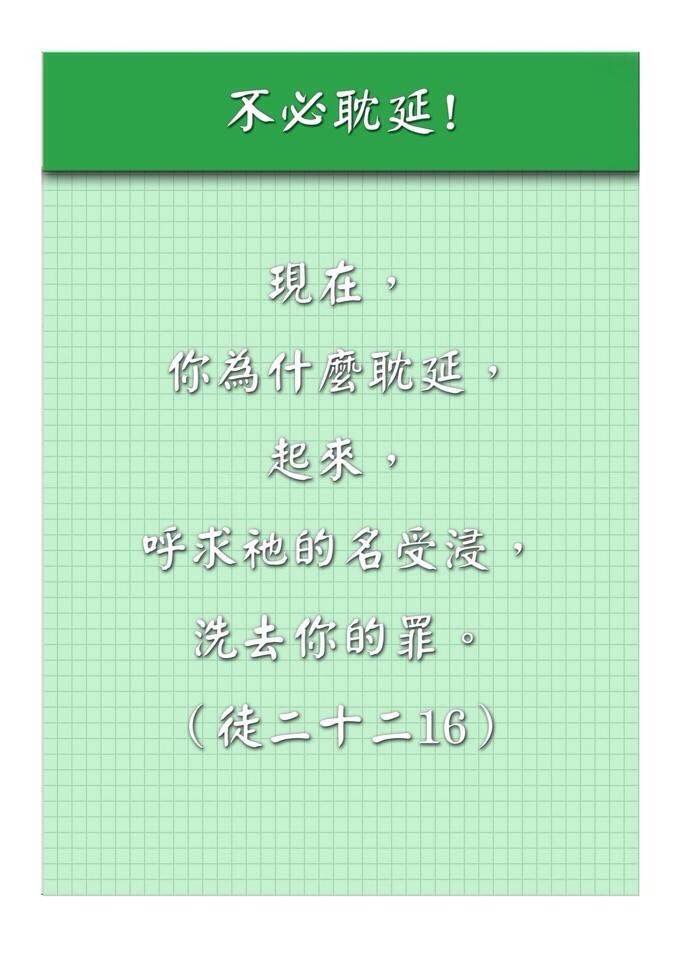 不必耽延！
現在，
你為什麼耽延，
起來，
呼求祂的名受浸，
洗去你的罪。
（徒二十二16）